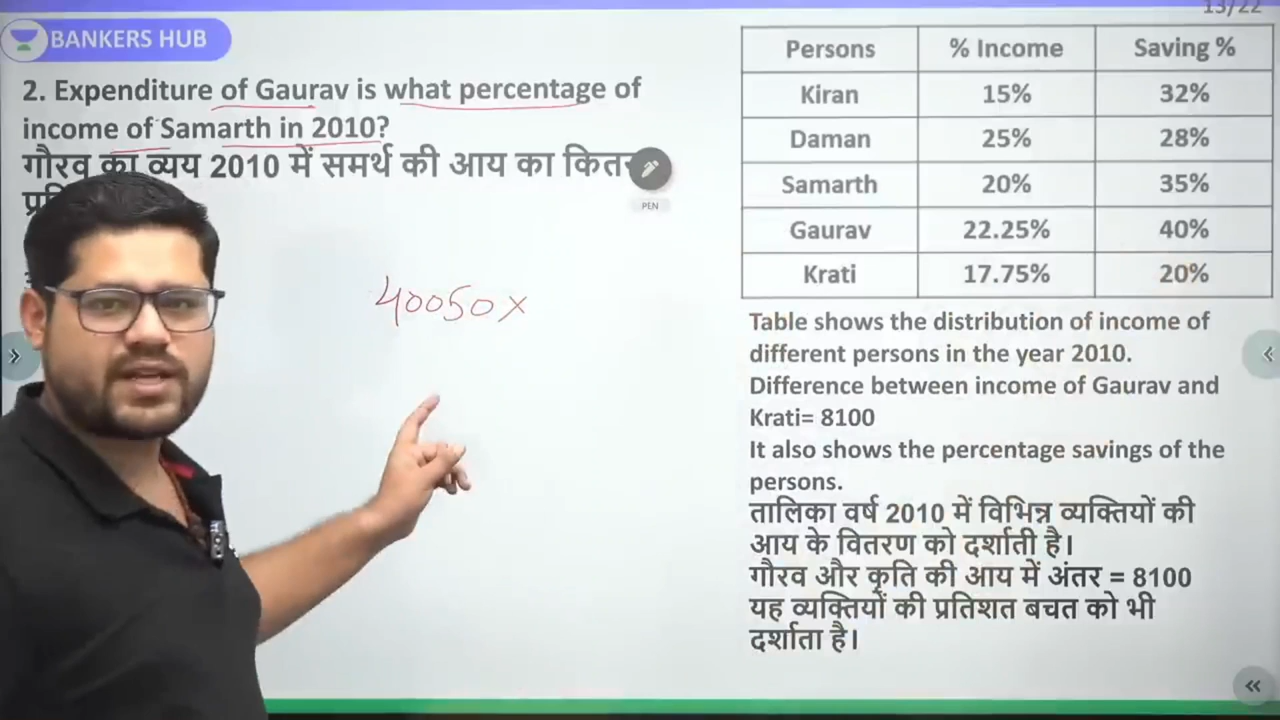 13/22
BANKERS HUB
2. Expenditure of Gaurav is what percentage of
income of Samarth in 2010?
गौरव का व्यय 2010 में समर्थ की आय का
PEN
40050x
Persons % Income Saving %
Kiran 15% 32%
Daman 25% 28%
Samarth 20% 35%
Gaurav 22.25% 40%
Krati 17.75% 20%
Table shows the distribution of income of
different persons in the year 2010.
Difference between income of Gaurav and
Krati= 8100
It also shows the percentage savings of the
persons.
तालिका वर्ष 2010 में विभिन्न व्यक्तियों की
आय के वितरण को दर्शाती है।
गौरव और कृति की आय में अंतर = 8100
यह व्यक्तियों की प्रतिशत बचत को भी
दर्शाता है।